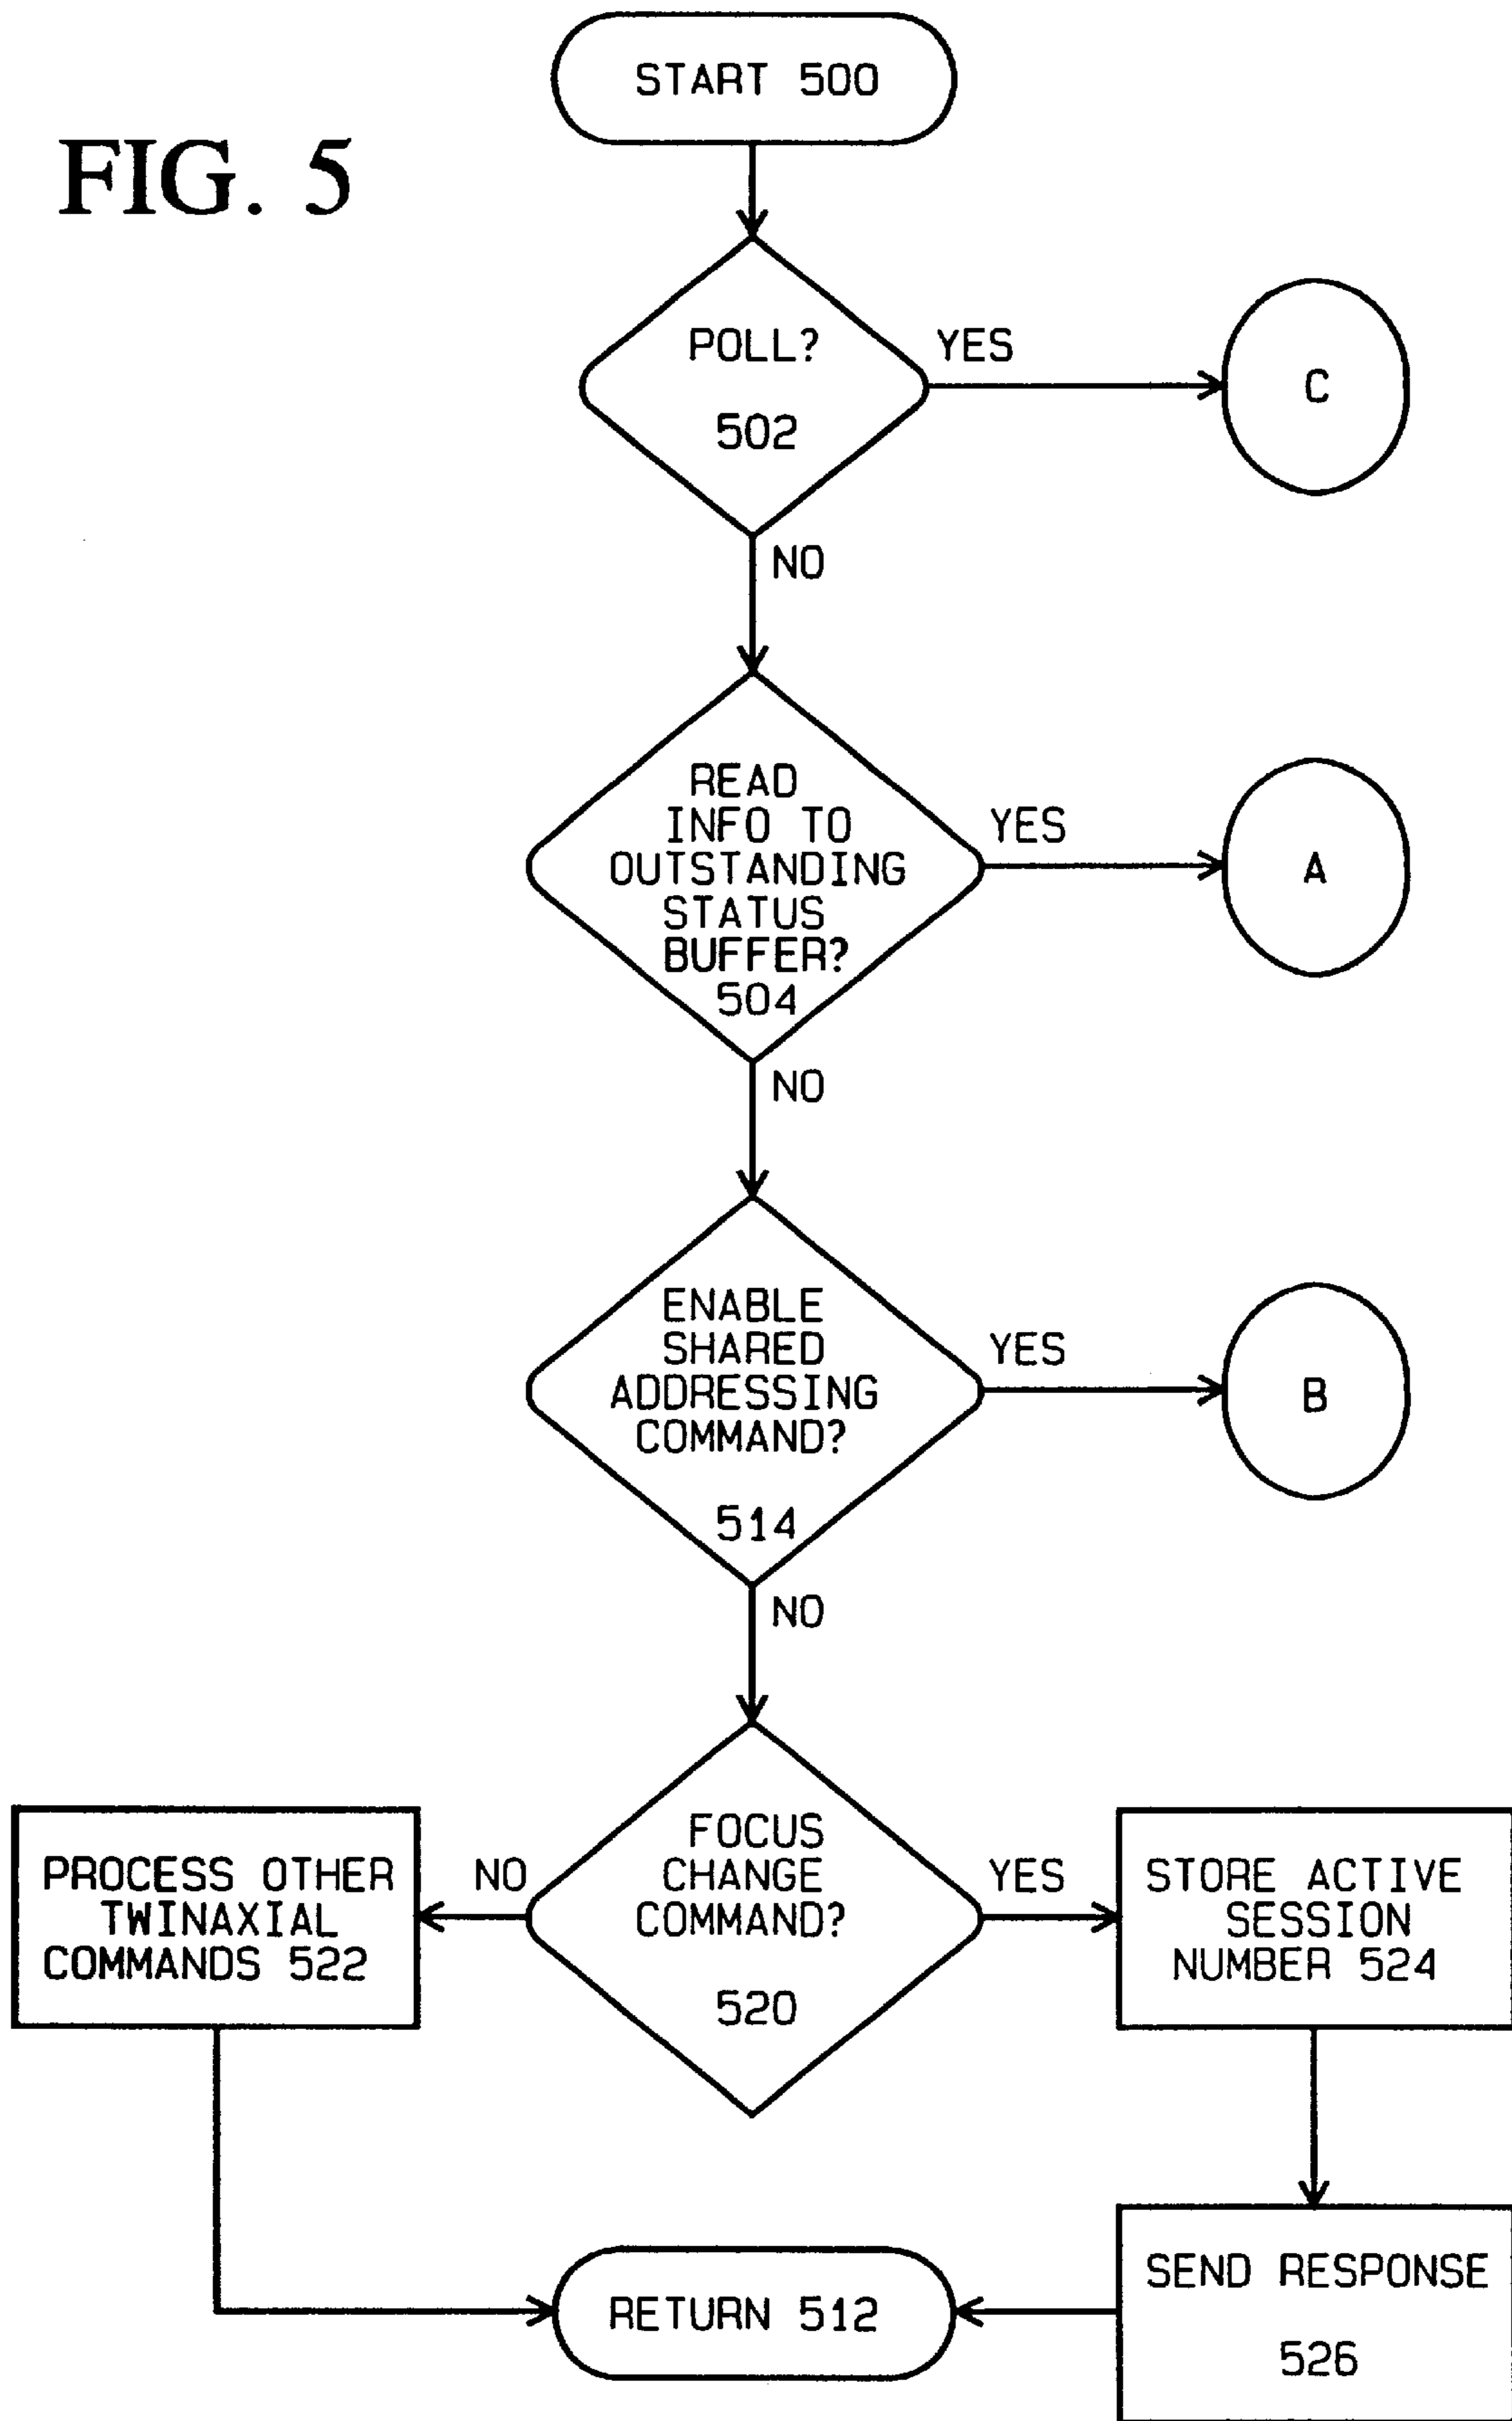 START 500
FIG. 5
POLL?
502
YES
C
NO
READ
INFO TO
OUTSTANDING
STATUS
BUFFER?
504
YES
A
NO
ENABLE
SHARED
ADDRESSING
COMMAND?
514
YES
B
NO
PROCESS OTHER
TWINAXIAL
COMMANDS 522
NO
FOCUS
CHANGE
COMMAND?
520
YES
STORE ACTIVE
SESSION
NUMBER 524
RETURN 512
SEND RESPONSE
526